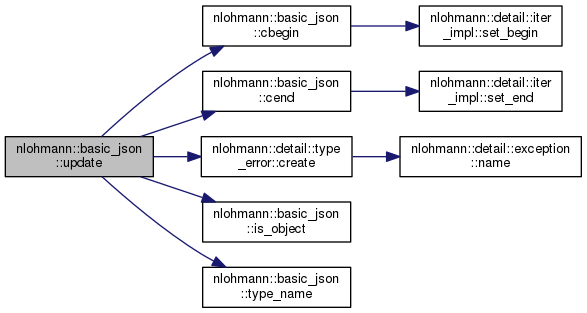 nlohmann::basic_json
::update
nlohmann::basic_json
::cbegin
nlohmann::detail::iter
_impl::set_begin
nlohmann::basic_json
::cend
nlohmann::detail::iter
_impl::set_end
nlohmann::detail::type
_error::create
nlohmann::detail::exception
::name
nlohmann::basic_json
::is_object
nlohmann::basic_json
::type_name